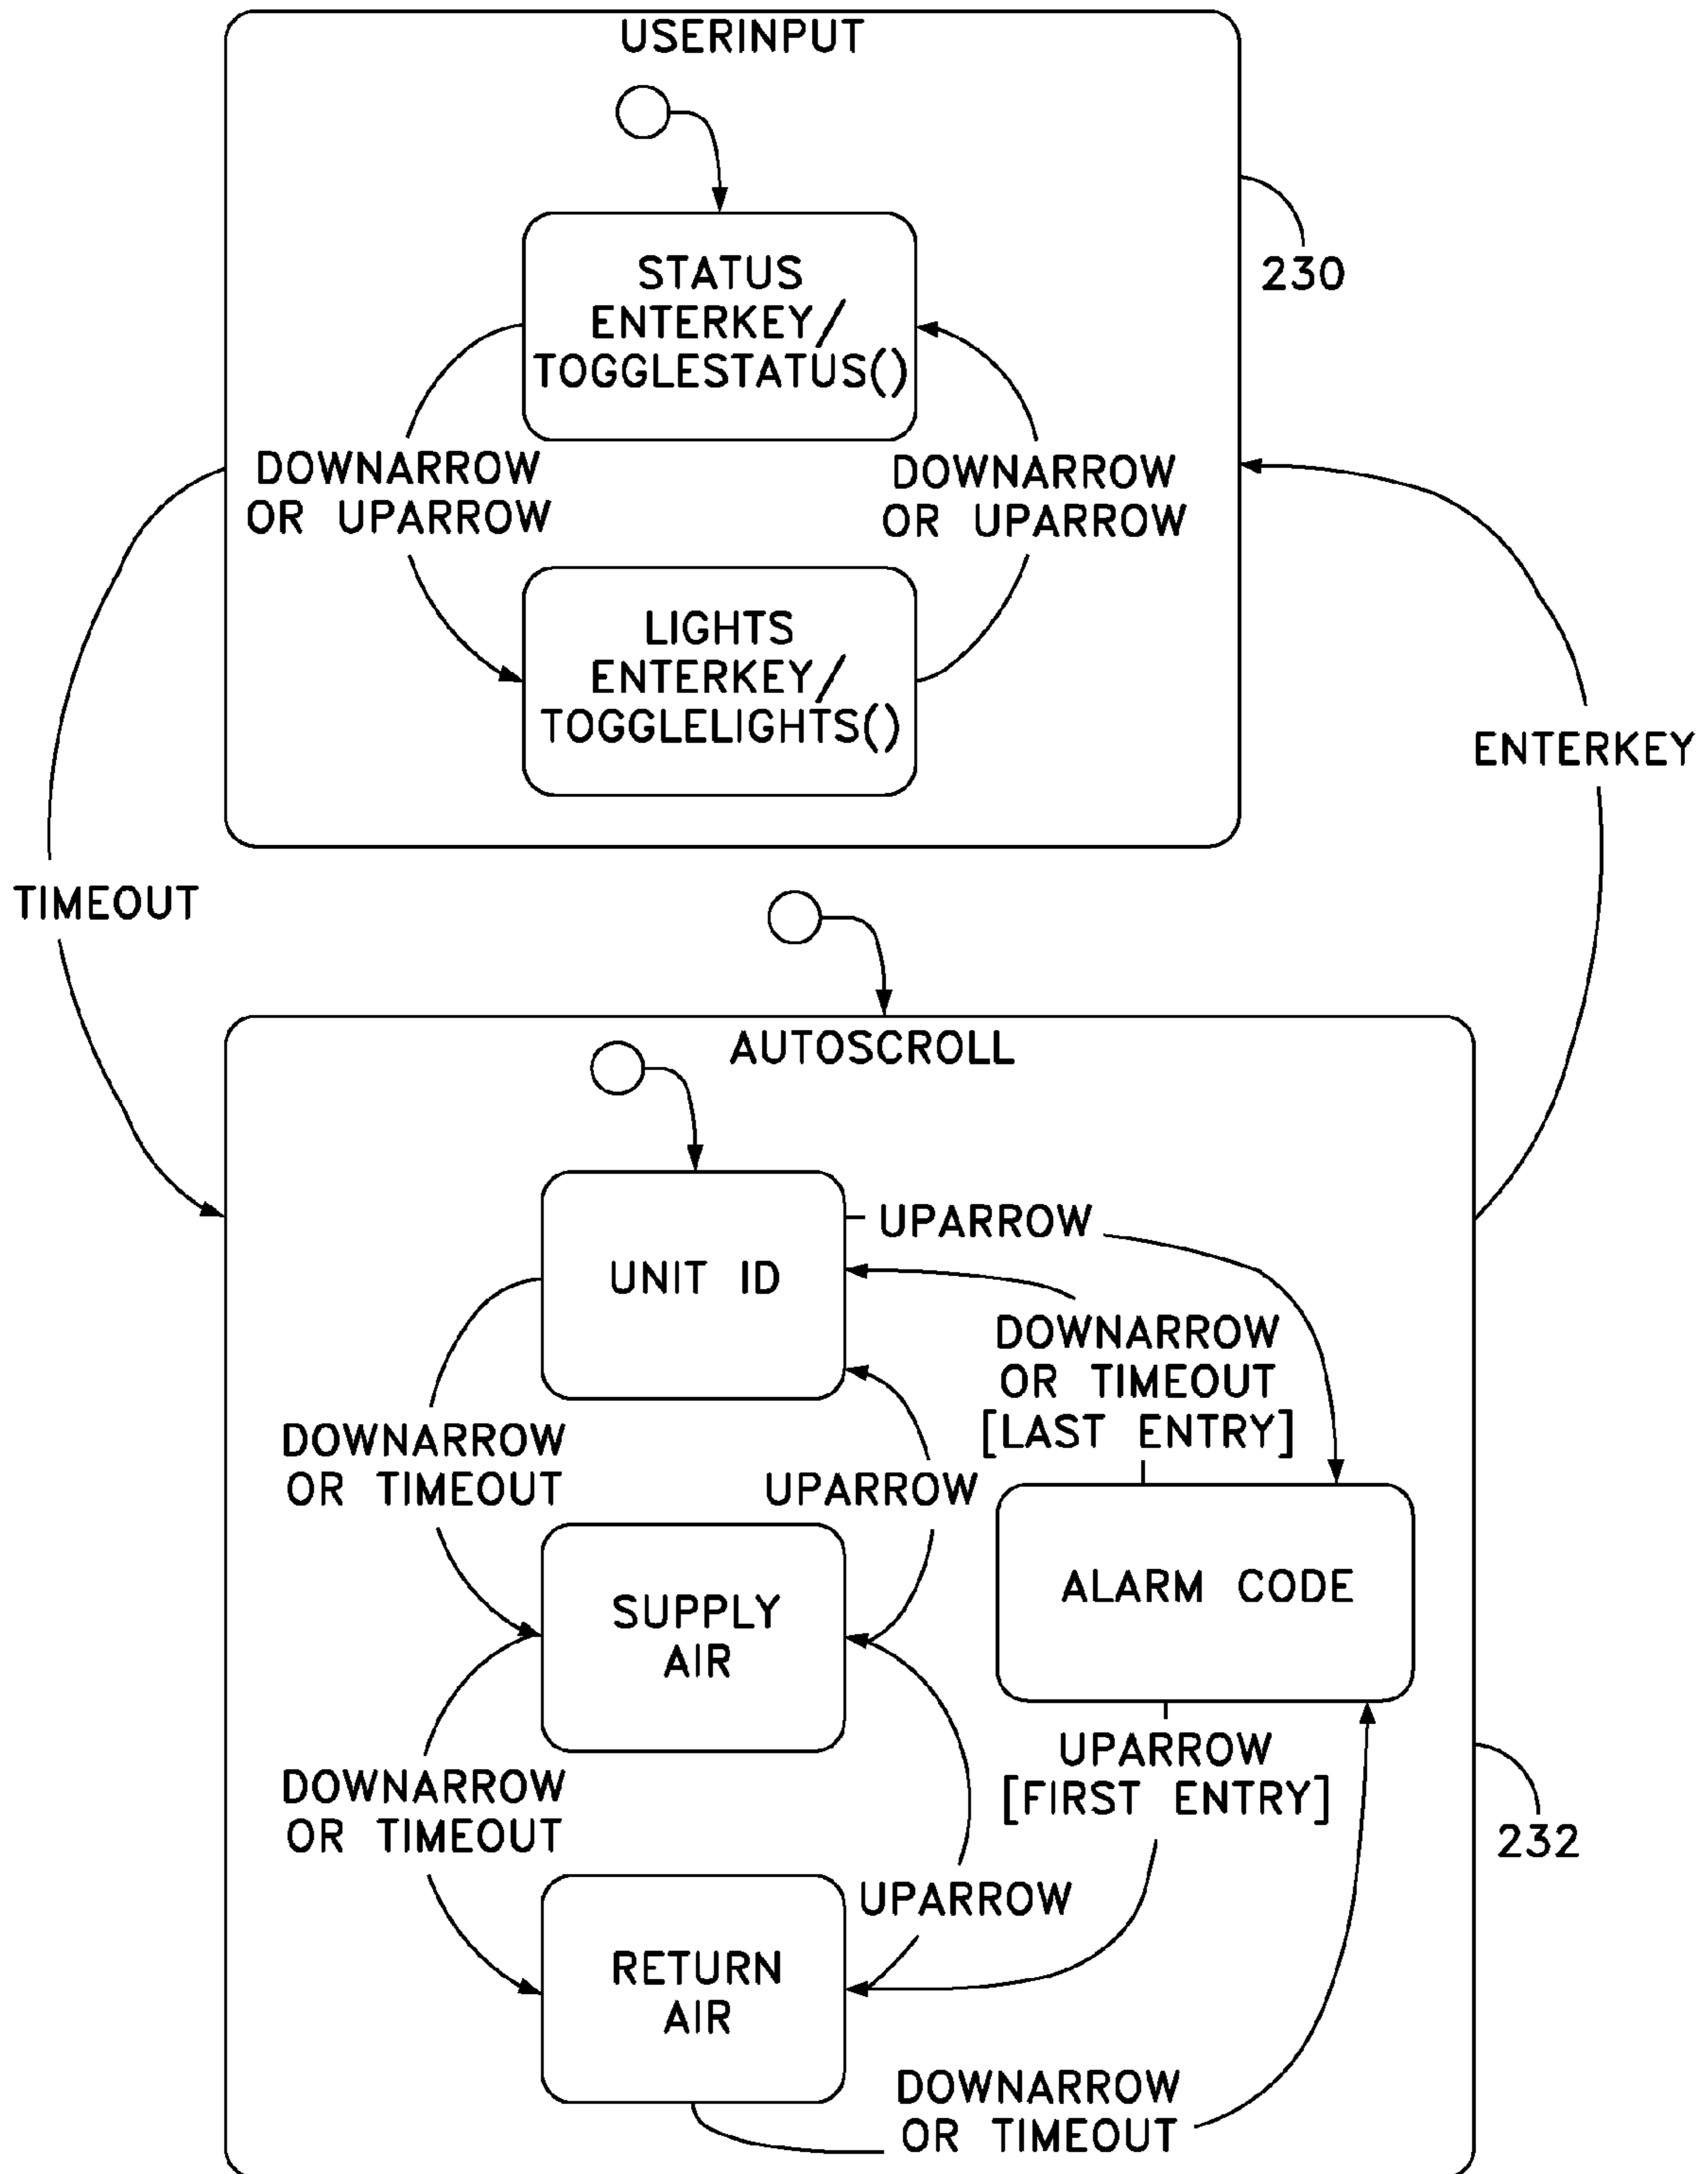 USERINPUT
STATUS
ENTERKEY/
TOGGLESTATUS()
230
DOWNARROW
OR UPARROW
DOWNARROW
OR UPARROW
LIGHTS
ENTERKEY/
TOGGLELIGHTS()
ENTERKEY
TIMEOUT
AUTOSCROLL
UPARROW
UNIT ID
DOWNARROW
OR TIMEOUT
[LAST ENTRY]
DOWNARROW
OR TIMEOUT
UPARROW
ALARM CODE
SUPPLY
AIR
UPARROW
[FIRST ENTRY]
DOWNARROW
OR TIMEOUT
232
UPARROW
RETURN
AIR
DOWNARROW
OR TIMEOUT